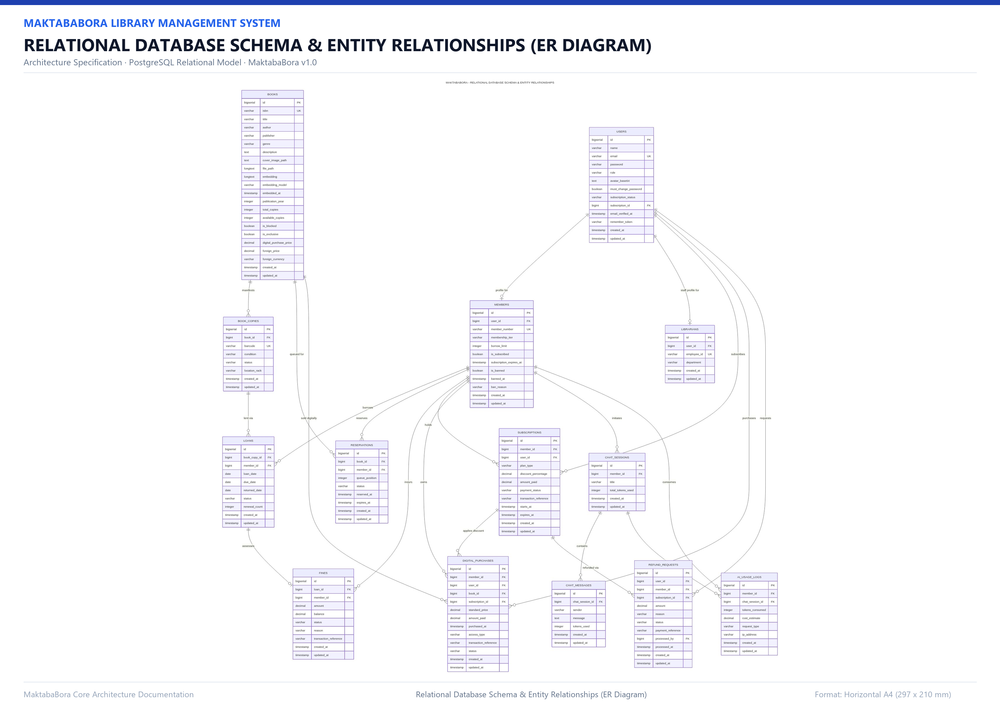 MAKTABABORA LIBRARY MANAGEMENT SYSTEM
RELATIONAL DATABASE SCHEMA & ENTITY RELATIONSHIPS (ER DIAGRAM)
Architecture Specification · PostgreSQL Relational Model · MaktabaBora v1.0
MAKTABABORA - RELATIONAL DATABASE SCHEMA & ENTITY RELATIONSHIPS
BOOKS
bigserial id PK
varchar isbn UK
varchar title
varchar author
varchar publisher
varchar genre
text description
text cover_image_path
longtext file_path
longtext embedding
varchar embedding_model
timestamp embedded_at
integer publication_year
integer total_copies
integer available_copies
boolean is_blocked
boolean is_exclusive
decimal digital_purchase_price
decimal foreign_price
varchar foreign_currency
timestamp created_at
timestamp updated_at
USERS
bigserial id PK
varchar name
varchar email UK
varchar password
varchar role
text avatar_base64
boolean must_change_password
varchar subscription_status
bigint subscription_id FK
timestamp email_verified_at
varchar remember_token
timestamp created_at
timestamp updated_at
manifests
profile for
staff profile for
MEMBERS
bigserial id PK
bigint user_id FK
varchar member_number UK
varchar membership_tier
integer borrow_limit
boolean is_subscribed
timestamp subscription_expires_at
boolean is_banned
timestamp banned_at
varchar ban_reason
timestamp created_at
timestamp updated_at
BOOK_COPIES
bigserial id PK
bigint book_id FK
varchar barcode UK
varchar condition
varchar status
varchar location_rack
timestamp created_at
timestamp updated_at
LIBRARIANS
bigserial id PK
bigint user_id FK
varchar employee_id UK
varchar department
timestamp created_at
timestamp updated_at
queued for
subscribes
borrows
lent via
sold digitally
reserves
holds
initiates
purchases
requests
LOANS
bigserial id PK
bigint book_copy_id FK
bigint member_id FK
date loan_date
date due_date
date returned_date
varchar status
integer renewal_count
timestamp created_at
timestamp updated_at
RESERVATIONS
bigserial id PK
bigint book_id FK
bigint member_id FK
integer queue_position
varchar status
timestamp reserved_at
timestamp expires_at
timestamp created_at
timestamp updated_at
SUBSCRIPTIONS
bigserial id PK
bigint member_id FK
bigint user_id FK
varchar plan_type
decimal discount_percentage
decimal amount_paid
varchar payment_status
varchar transaction_reference
timestamp starts_at
timestamp expires_at
timestamp created_at
timestamp updated_at
CHAT_SESSIONS
bigserial id PK
bigint member_id FK
varchar title
integer total_tokens_used
timestamp created_at
timestamp updated_at
incurs
owns
consumes
applies discount
assesses
contains
refunded via
FINES
bigserial id PK
bigint loan_id FK
bigint member_id FK
decimal amount
decimal balance
varchar status
varchar reason
varchar transaction_reference
timestamp created_at
timestamp updated_at
DIGITAL_PURCHASES
bigserial id PK
bigint member_id FK
bigint user_id FK
bigint book_id FK
bigint subscription_id FK
decimal standard_price
decimal amount_paid
timestamp purchased_at
varchar access_type
varchar transaction_reference
varchar status
timestamp created_at
timestamp updated_at
CHAT_MESSAGES
bigserial id PK
bigint chat_session_id FK
varchar sender
text message
integer tokens_used
timestamp created_at
timestamp updated_at
REFUND_REQUESTS
bigserial id PK
bigint user_id FK
bigint member_id FK
bigint subscription_id FK
decimal amount
varchar reason
varchar status
varchar payment_reference
bigint processed_by FK
timestamp processed_at
timestamp created_at
timestamp updated_at
AI_USAGE_LOGS
bigserial id PK
bigint member_id FK
bigint chat_session_id FK
integer tokens_consumed
decimal cost_estimate
varchar request_type
varchar ip_address
timestamp created_at
timestamp updated_at
MaktabaBora Core Architecture Documentation
Relational Database Schema & Entity Relationships (ER Diagram)
Format: Horizontal A4 (297 x 210 mm)